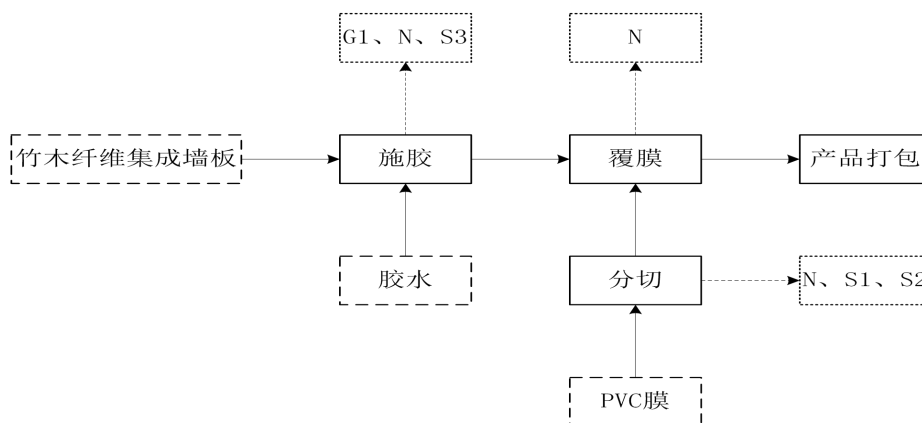 G1、N、S3
N
竹木纤维集成墙板
施胶
覆膜
产品打包
胶水
分切
N、S1、S2
PVC膜